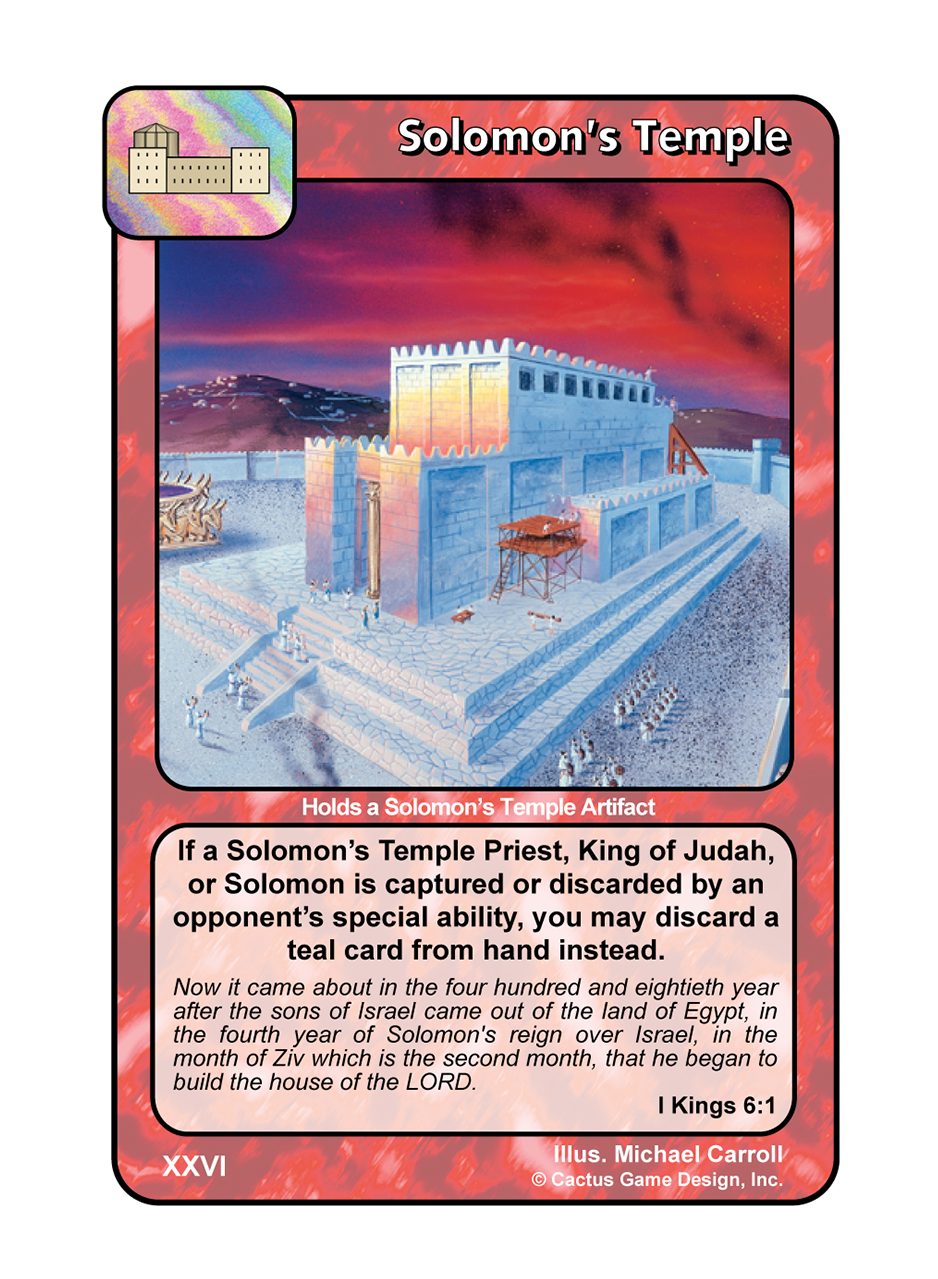 Solomon's Temple
Holds a Solomon's Temple Artifact
If a Solomon's Temple Priest, King of Judah,
or Solomon is captured or discarded by an
opponent's special ability, you may discard a
teal card from hand instead.
Now it came about in the four hundred and eightieth year
after the sons of Israel came out of the land of Egypt, in
the fourth year of Solomon's reign over Israel, in the
month of Ziv which is the second month, that he began to
build the house of the LORD.
I Kings 6:1
XXVI
Illus. Michael Carroll
© Cactus Game Design, Inc.